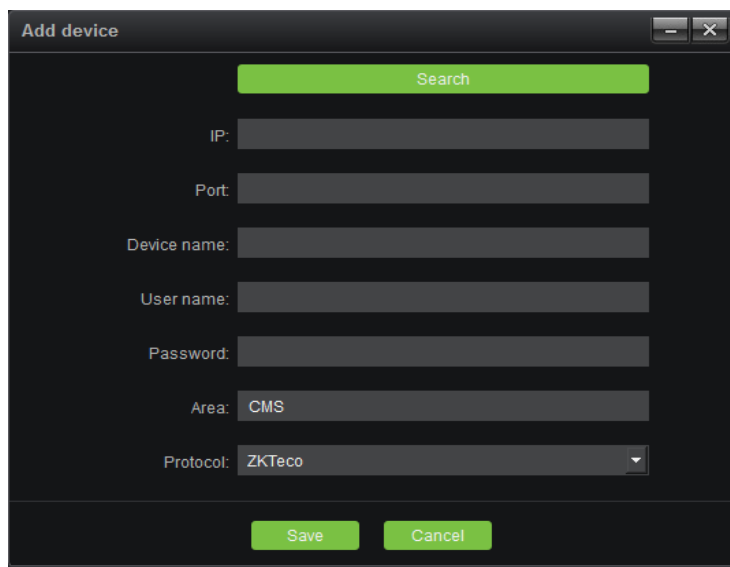 Add device
Search
IP:
Port:
Device name:
User name:
Password:
Area: CMS
Protocol: ZKTeco
Save Cancel